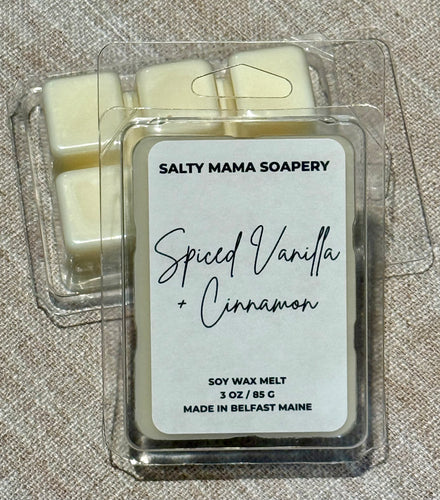 SALTY MAMA SOAPERY
Spiced Vanilla
+ Cinnamon
SOY WAX MELT
3 OZ / 85 G
MADE IN BELFAST MAINE